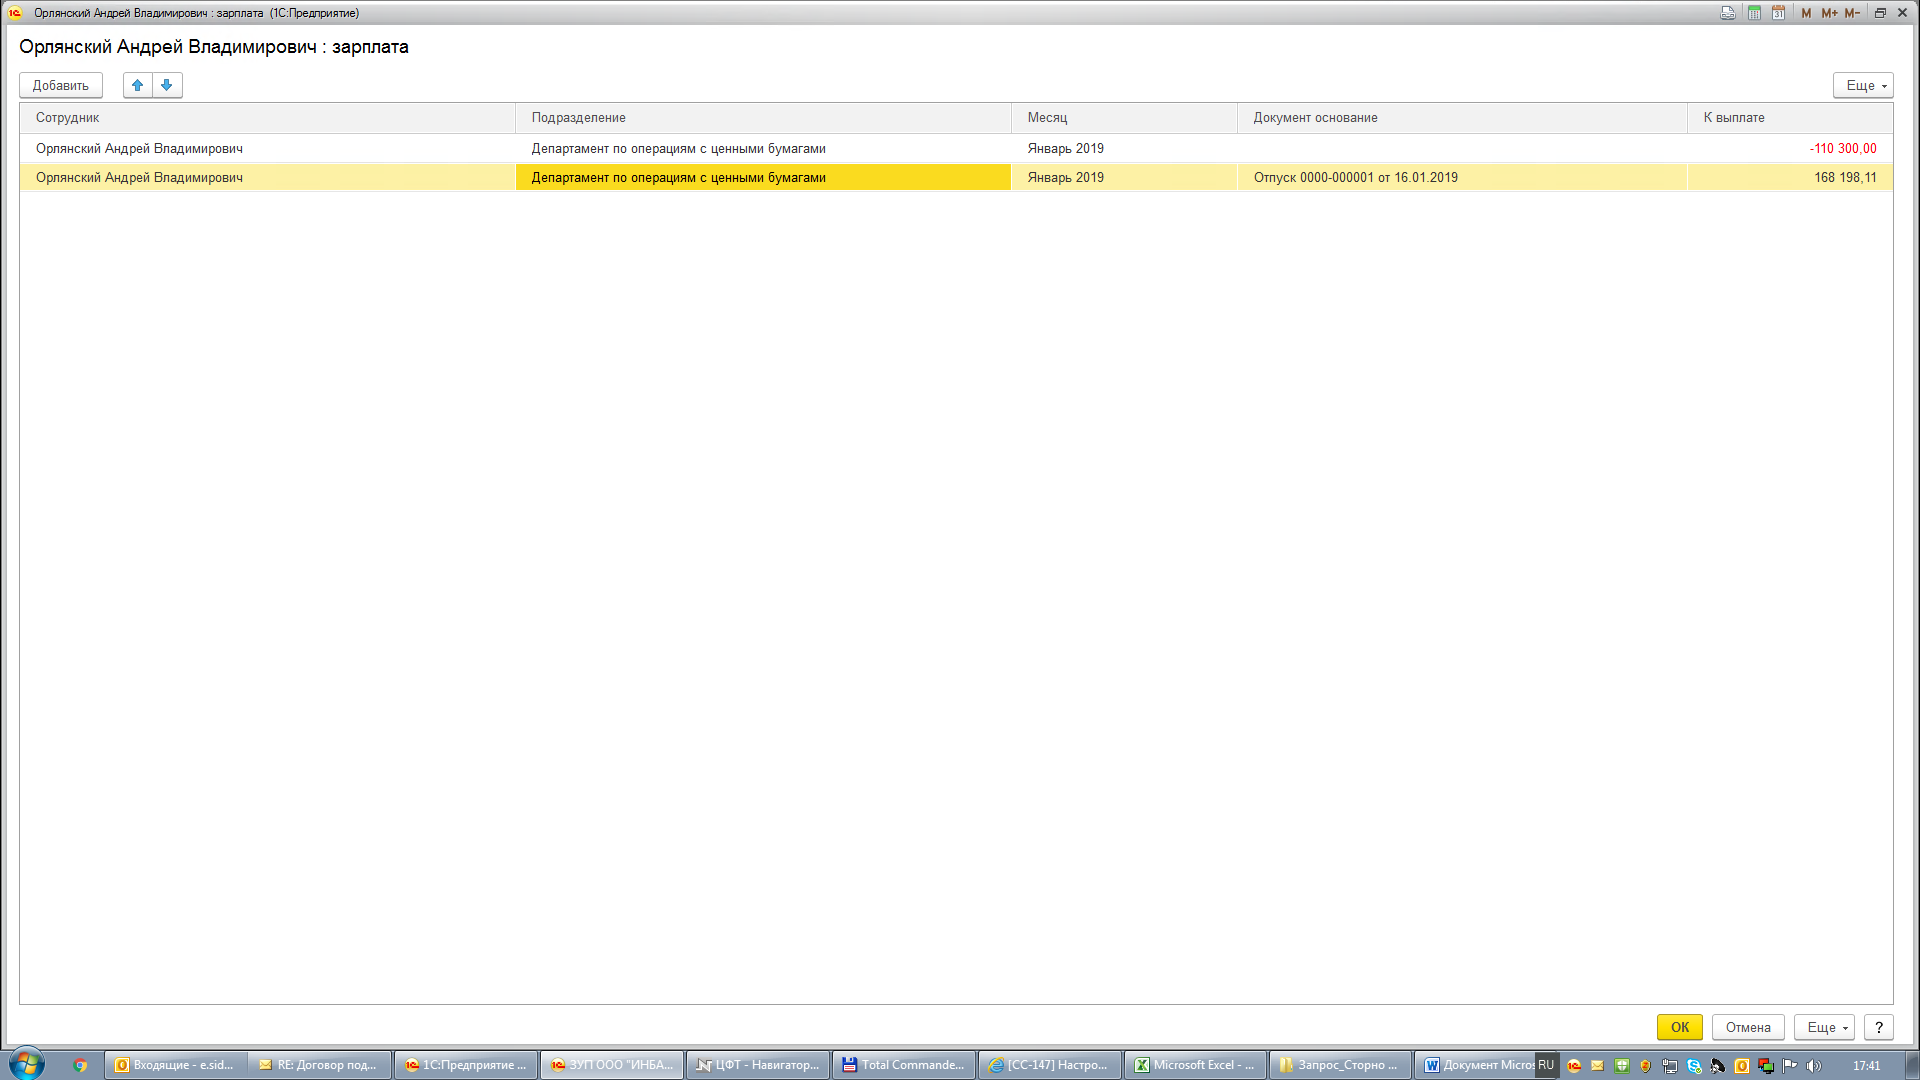 Орлянский Андрей Владимирович : зарплата (1С:Предприятие)
31 M M+ M-
Орлянский Андрей Владимирович : зарплата
Добавить
Еще
Сотрудник Подразделение Месяц Документ основание К выплате
Орлянский Андрей Владимирович Департамент по операциям с ценными бумагами Январь 2019 -110 300,00
Орлянский Андрей Владимирович Департамент по операциям с ценными бумагами Январь 2019 Отпуск 0000-000001 от 16.01.2019 168 198,11
ОК Отмена Еще ?
Входящие - e.sid... RE: Договор под... 1С:Предприятие ... ЗУП ООО "ИНБА... ЦФТ - Навигатор... Total Commande... [CC-147] Настро... Microsoft Excel - ... Запрос_Сторно ... Документ Micros RU 17:41